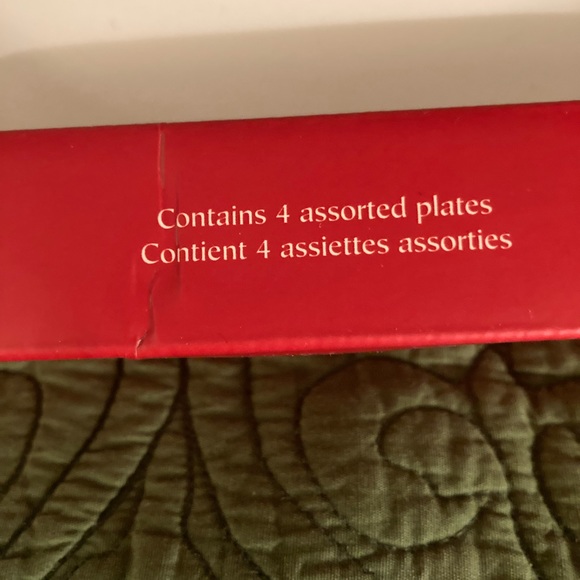 Contains 4 assorted plates
Contient 4 assiettes assorties